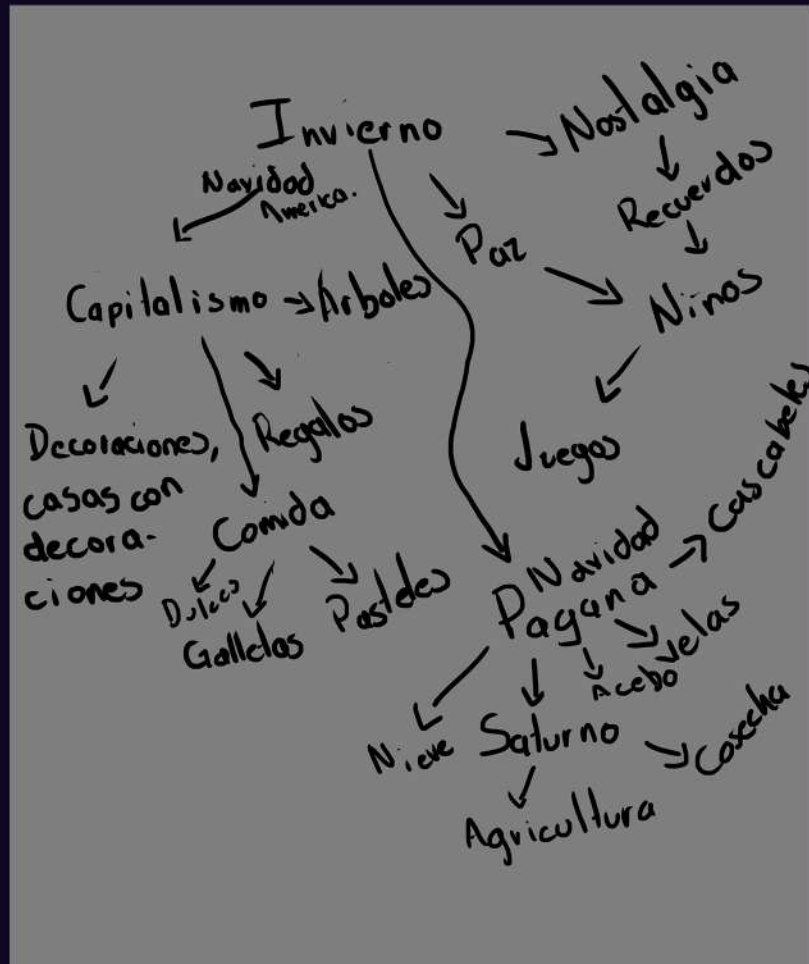 Invierno
Nostalgia
Navidad
America.
Recuerdos
Paz
Capitalismo
Arboles
Ninos
Decoraciones,
casas con
decora-
ciones
Regalos
Juegos
Cascabeles
Comida
Dulces
Galletas
Pasteles
Navidad
Pagana
Velas
Acebo
Nieve
Saturno
Cosecha
Agricultura